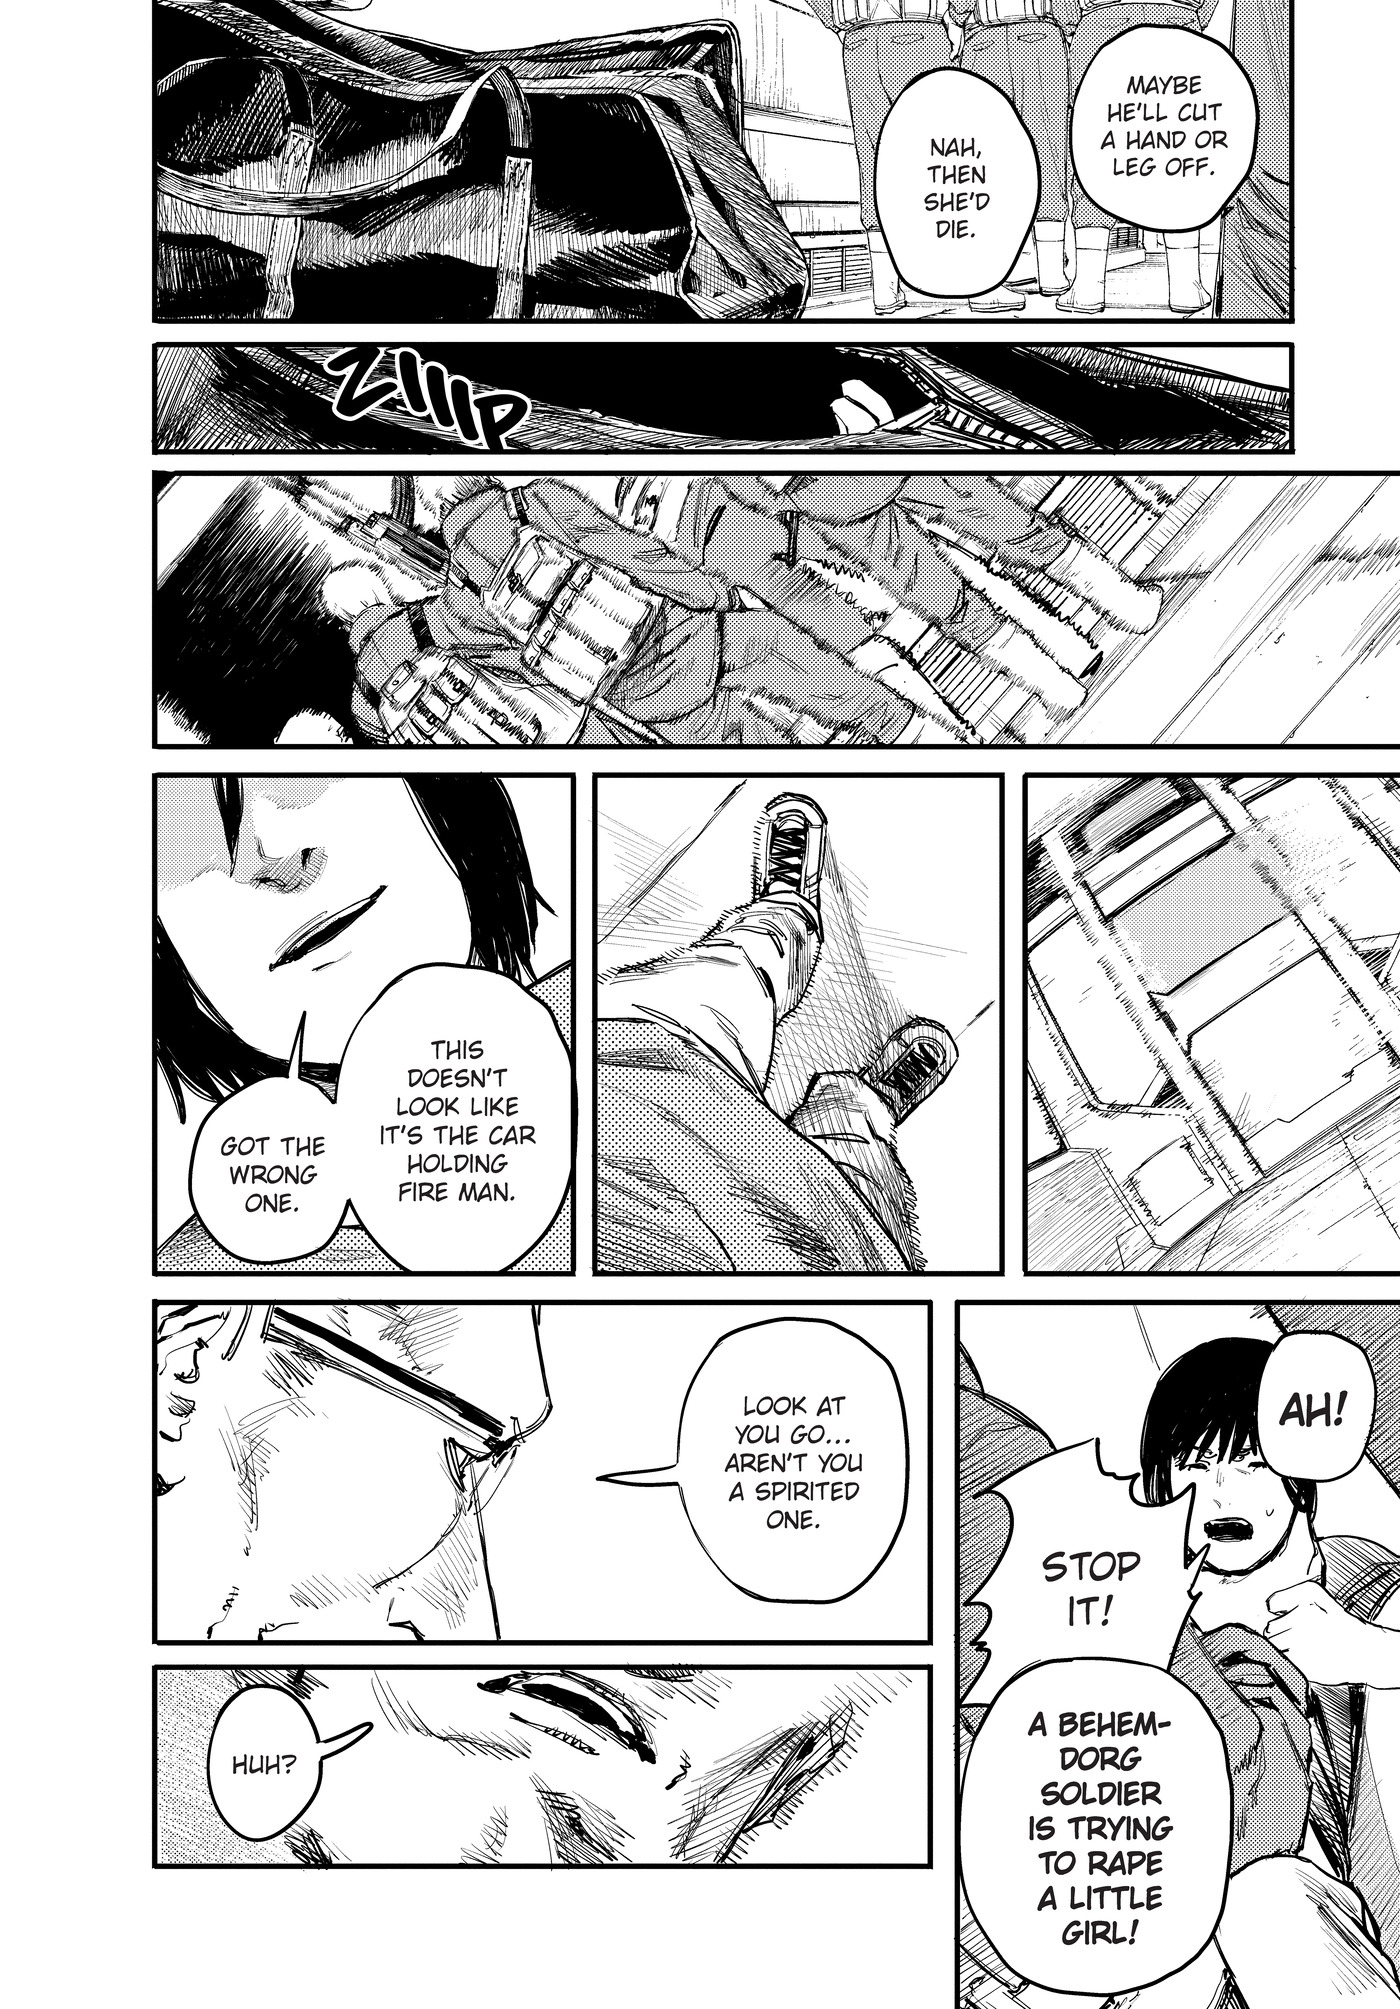 MAYBE
HE'LL CUT
A HAND OR
LEG OFF.
NAH,
THEN
SHE'D
DIE.
ZIIIP
THIS
DOESN'T
LOOK LIKE
IT'S THE CAR
HOLDING
FIRE MAN.
GOT THE
WRONG
ONE.
AH!
STOP
IT!
A BEHEM-
DORG
SOLDIER
IS TRYING
TO RAPE
A LITTLE
GIRL!
LOOK AT
YOU GO...
AREN'T YOU
A SPIRITED
ONE.
HUH?